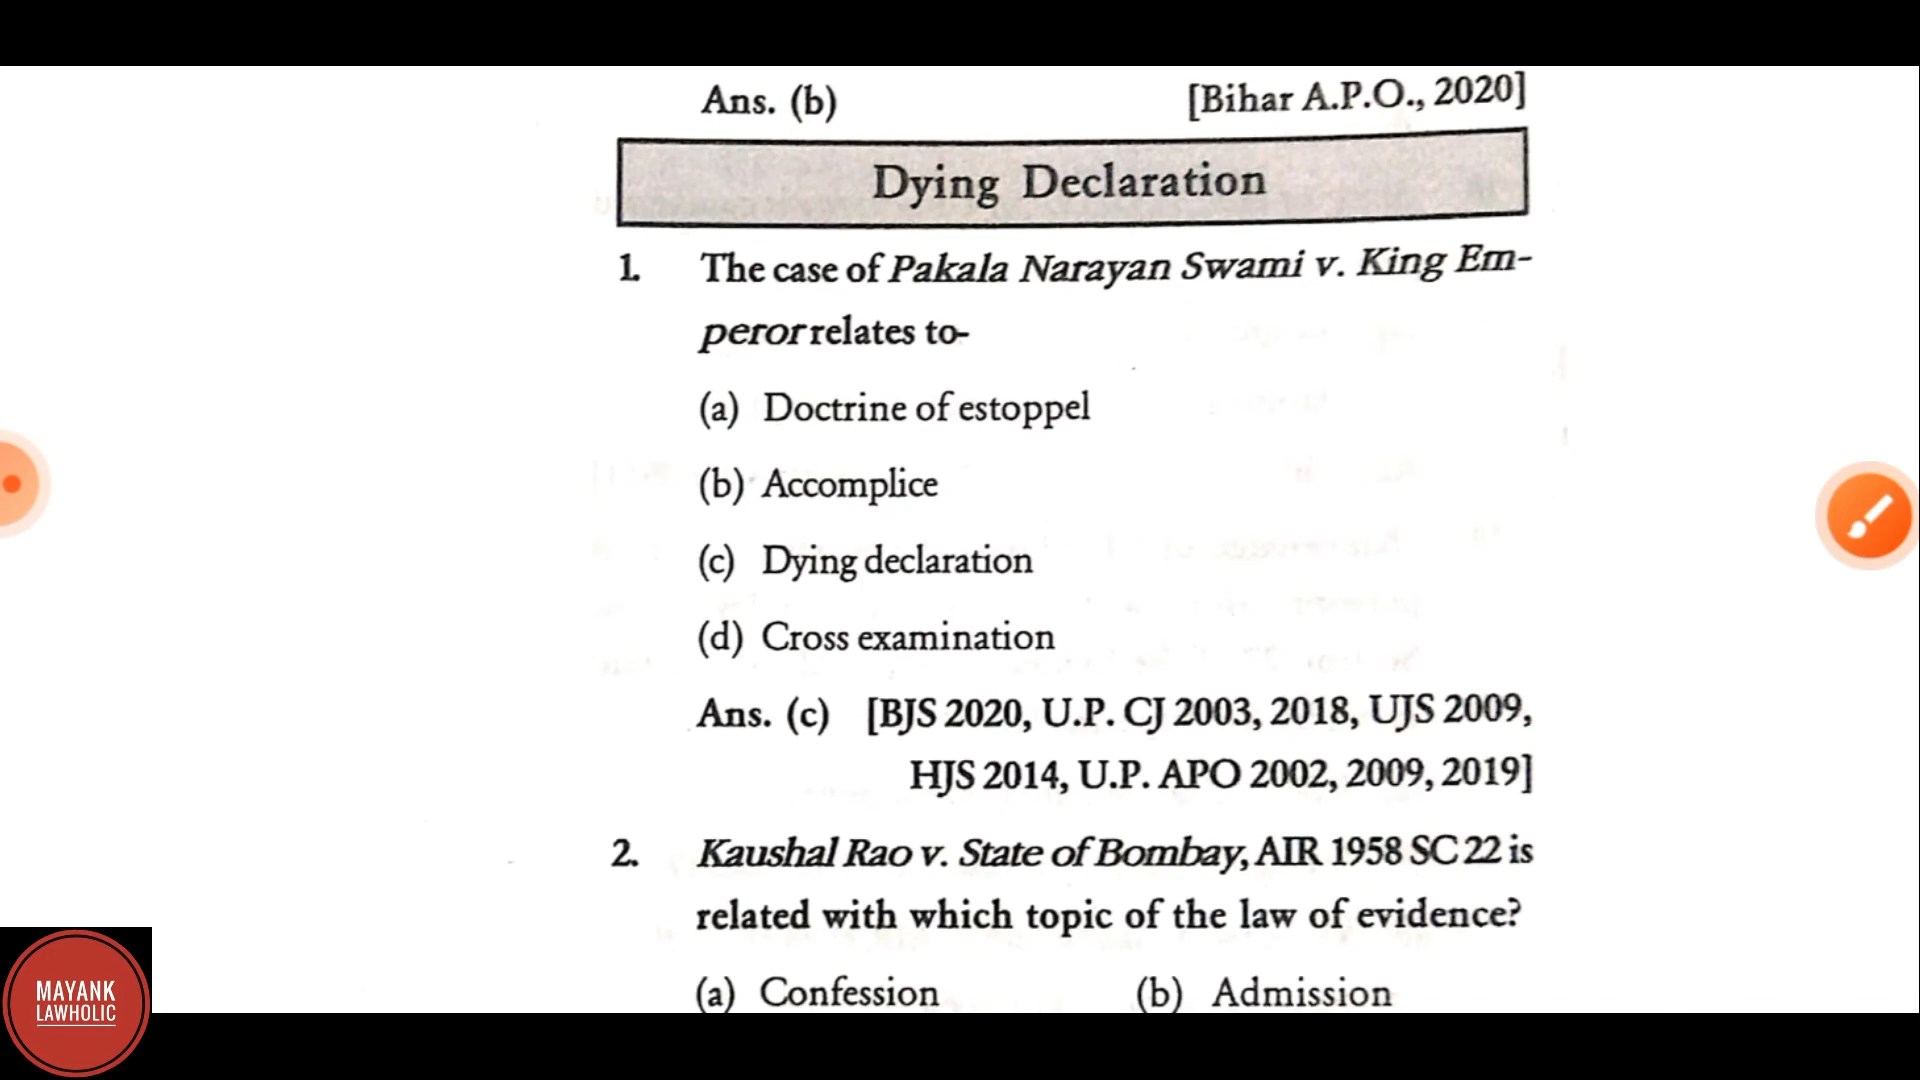 Ans. (b) [Bihar A.P.O., 2020]
Dying Declaration
1. The case of Pakala Narayan Swami v. King Em-
peror relates to-
(a) Doctrine of estoppel
(b) Accomplice
(c) Dying declaration
(d) Cross examination
Ans. (c) [BJS 2020, U.P. CJ 2003, 2018, UJS 2009,
HJS 2014, U.P. APO 2002, 2009, 2019]
2. Kaushal Rao v. State of Bombay, AIR 1958 SC 22 is
related with which topic of the law of evidence?
(a) Confession (b) Admission
MAYANK
LAWHOLIC